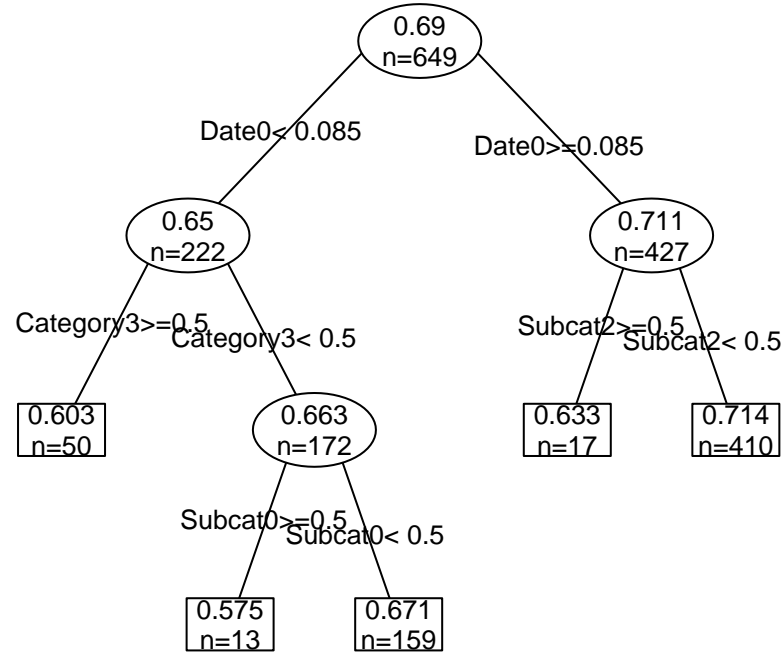 0.69
n=649
Date0< 0.085
Date0>=0.085
0.65
n=222
0.711
n=427
Category3>=0.5
Category3< 0.5
Subcat2>=0.5
Subcat2< 0.5
0.603
n=50
0.663
n=172
0.633
n=17
0.714
n=410
Subcat0>=0.5
Subcat0< 0.5
0.575
n=13
0.671
n=159